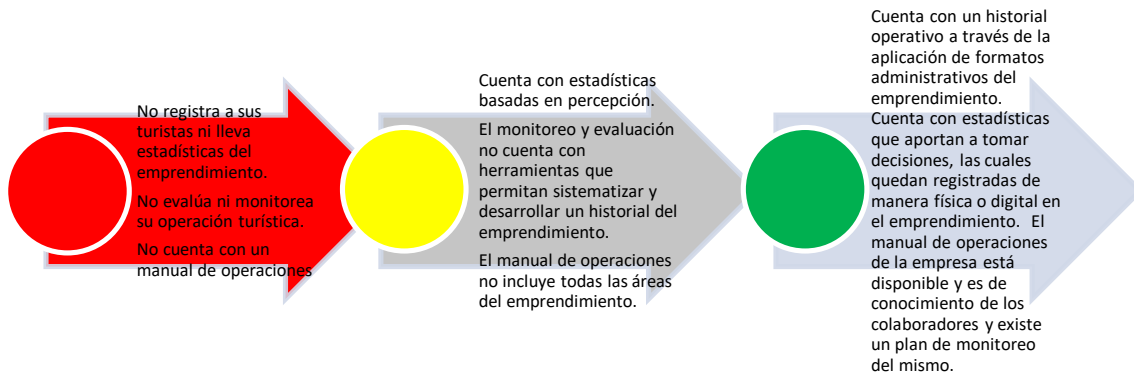 No registra a sus
turistas ni lleva
estadísticas del
emprendimiento.
No evalúa ni monitorea
su operación turística.
No cuenta con un
manual de operaciones
Cuenta con estadísticas
basadas en percepción.
El monitoreo y evaluación
no cuenta con
herramientas que
permitan sistematizar y
desarrollar un historial del
emprendimiento.
El manual de operaciones
no incluye todas las áreas
del emprendimiento.
Cuenta con un historial
operativo a través de la
aplicación de formatos
administrativos del
emprendimiento.
Cuenta con estadísticas
que aportan a tomar
decisiones, las cuales
quedan registradas de
manera física o digital en
el emprendimiento. El
manual de operaciones
de la empresa está
disponible y es de
conocimiento de los
colaboradores y existe
un plan de monitoreo
del mismo.